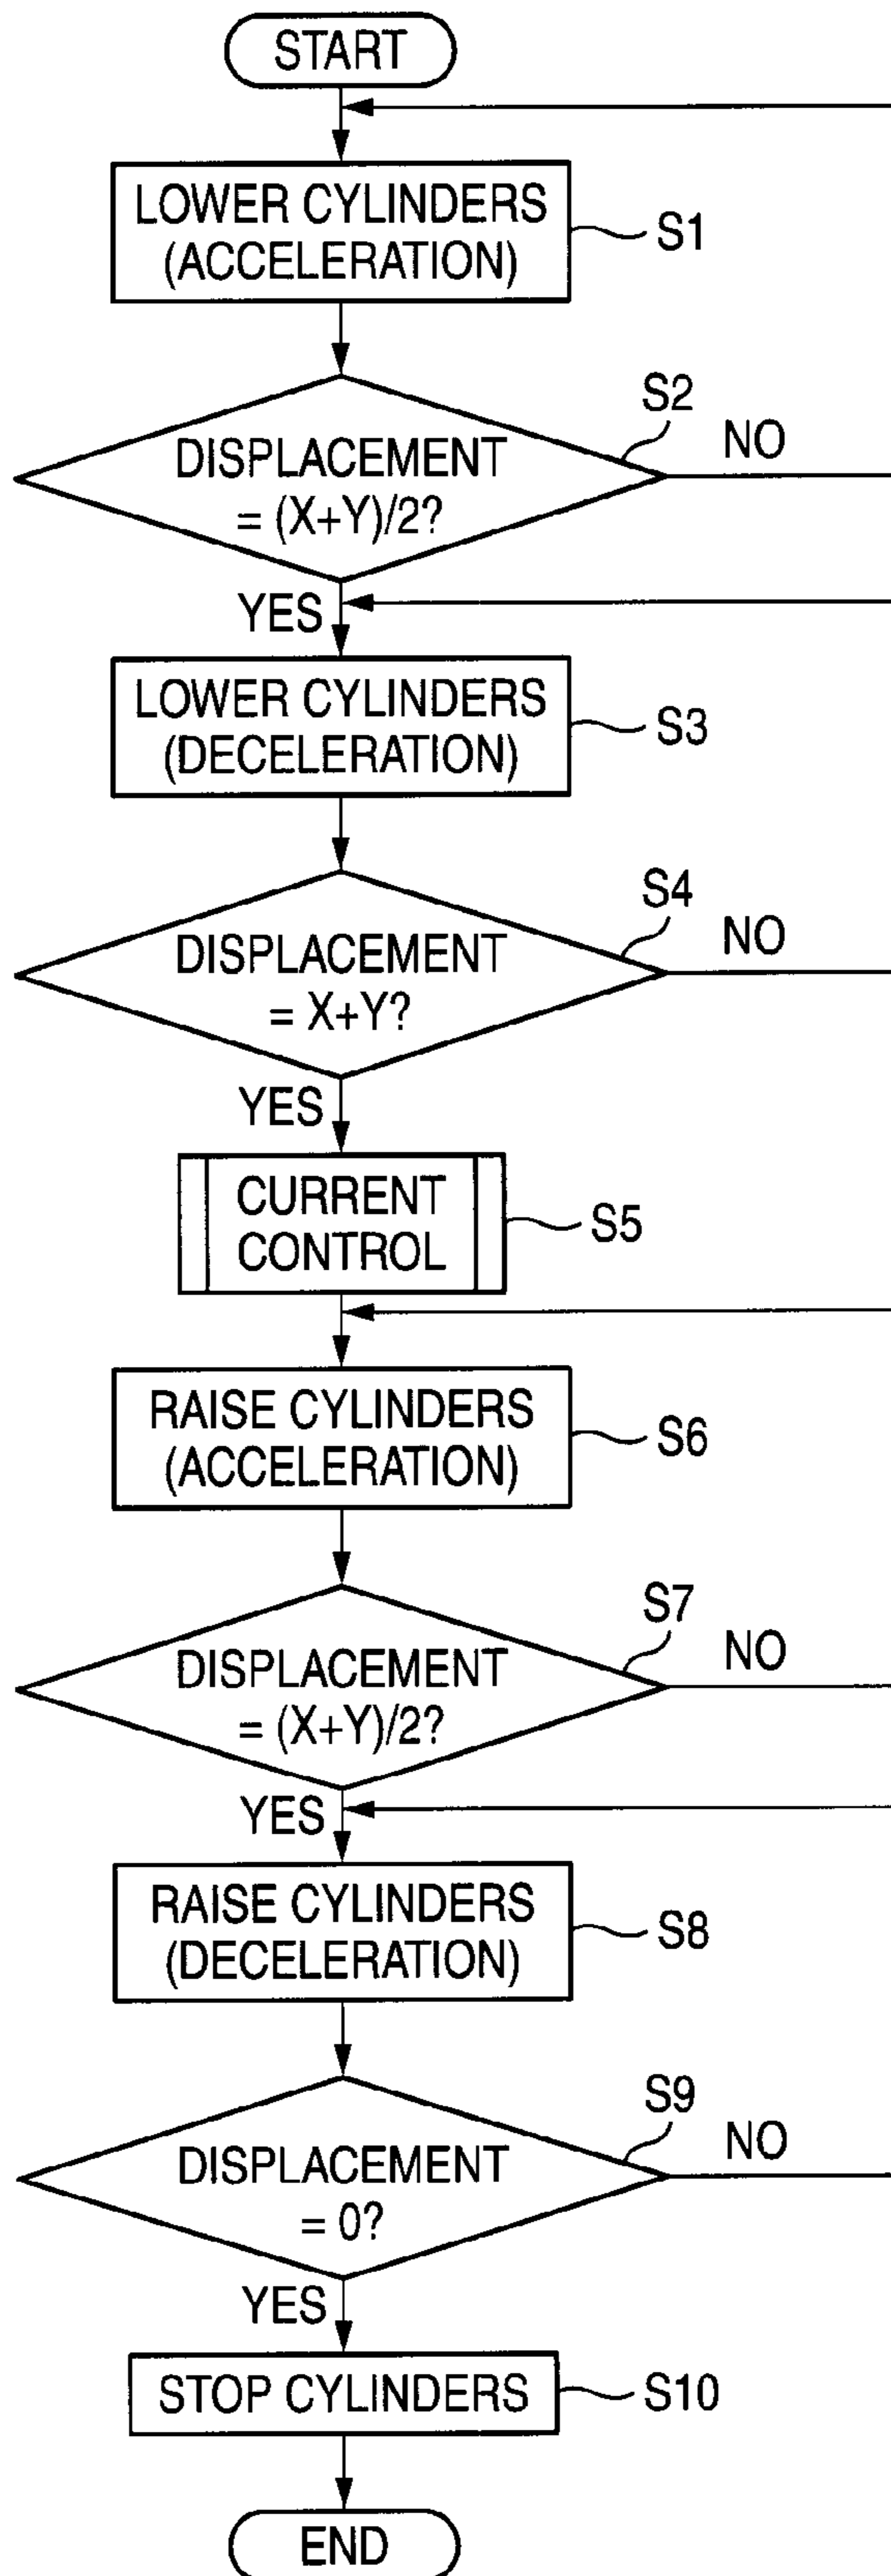 START
LOWER CYLINDERS
(ACCELERATION)
S1
S2
DISPLACEMENT
= (X+Y)/2?
NO
YES
LOWER CYLINDERS
(DECELERATION)
S3
S4
DISPLACEMENT
= X+Y?
NO
YES
CURRENT
CONTROL
S5
RAISE CYLINDERS
(ACCELERATION)
S6
S7
DISPLACEMENT
= (X+Y)/2?
NO
YES
RAISE CYLINDERS
(DECELERATION)
S8
S9
DISPLACEMENT
= 0?
NO
YES
STOP CYLINDERS
S10
END